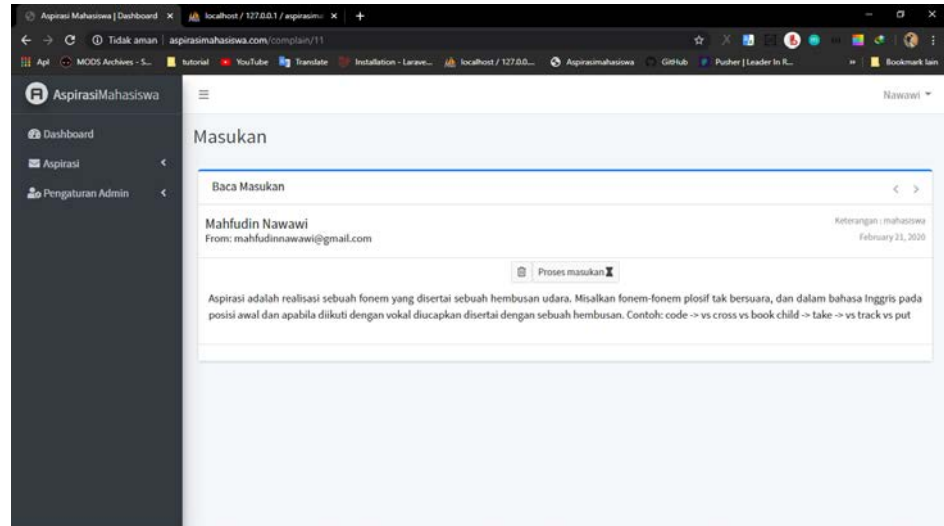 Aspirasi Mahasiswa | Dashboard
localhost / 127.0.0.1 / aspirasim
Tidak aman | aspirasimahasiswa.com/complain/11
Apl MODS Archives - S... tutorial YouTube Translate Installation - Larave... localhost / 127.0.0... Aspirasimahasiswa GitHub Pusher | Leader In R... Bookmark lain
AspirasiMahasiswa
Nawawi
Dashboard
Aspirasi
Pengaturan Admin
Masukan
Baca Masukan
Mahfudin Nawawi
From: mahfudinnawawi@gmail.com
Keterangan : mahasiswa
February 21, 2020
Proses masukan
Aspirasi adalah realisasi sebuah fonem yang disertai sebuah hembusan udara. Misalkan fonem-fonem plosif tak bersuara, dan dalam bahasa Inggris pada
posisi awal dan apabila diikuti dengan vokal diucapkan disertai dengan sebuah hembusan. Contoh: code -> vs cross vs book child -> take -> vs track vs put